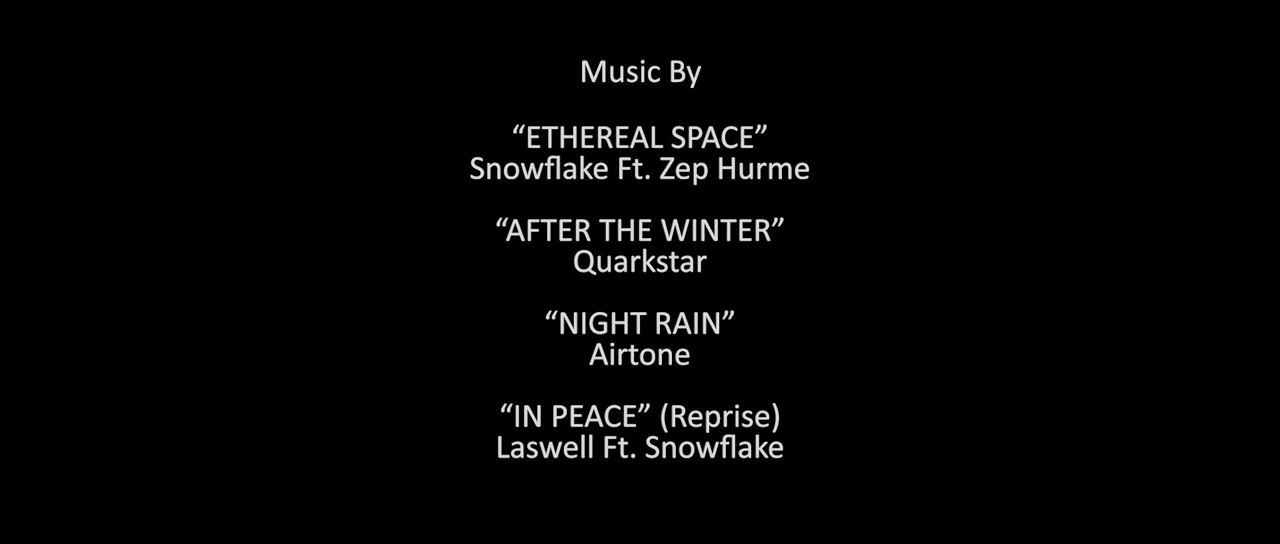 Music By
“ETHEREAL SPACE”
Snowflake Ft. Zep Hurme
“AFTER THE WINTER”
Quarkstar
“NIGHT RAIN”
Airtone
“IN PEACE” (Reprise)
Laswell Ft. Snowflake